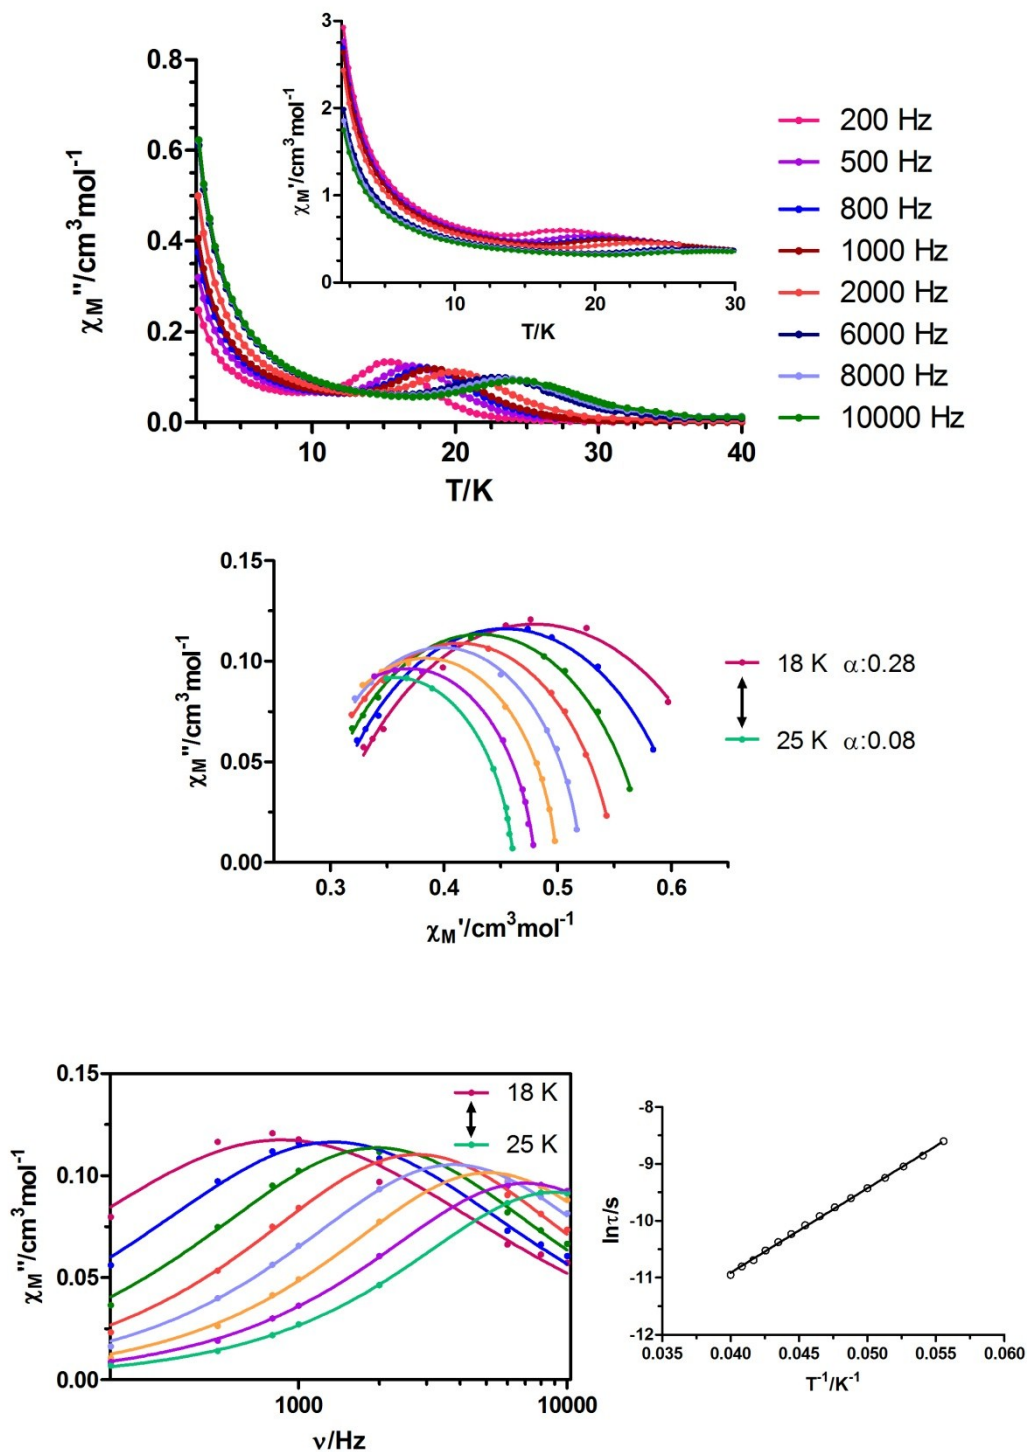 3
2
1
0
χM'/cm³mol⁻¹
10 20 30
T/K
0.8
0.6
0.4
0.2
0.0
χM''/cm³mol⁻¹
10 20 30 40
T/K
200 Hz
500 Hz
800 Hz
1000 Hz
2000 Hz
6000 Hz
8000 Hz
10000 Hz
0.15
0.10
0.05
0.00
χM''/cm³mol⁻¹
0.3 0.4 0.5 0.6
χM'/cm³mol⁻¹
18 K α:0.28
25 K α:0.08
0.15
0.10
0.05
0.00
χM''/cm³mol⁻¹
18 K
25 K
1000 10000
ν/Hz
-8
-9
-10
-11
-12
lnτ/s
0.035 0.040 0.045 0.050 0.055 0.060
T⁻¹/K⁻¹